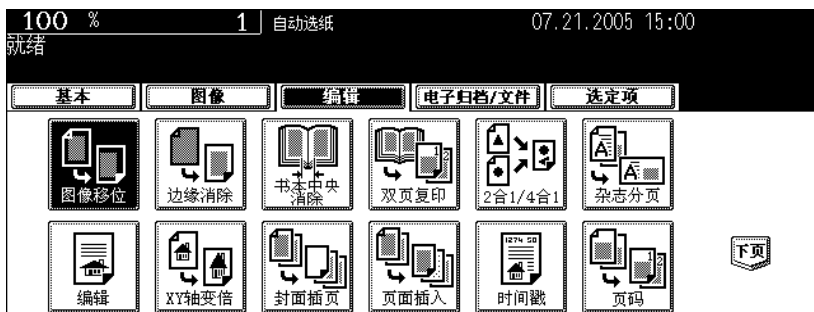 100 % 1 自动选纸 07.21.2005 15:00
就绪
基本 图像 编辑 电子归档/文件 选定项
图像移位 边缘消除 书本中央消除 双页复印 2合1/4合1 杂志分页
编辑 XY轴变倍 封面插页 页面插入 时间戳 页码 下页